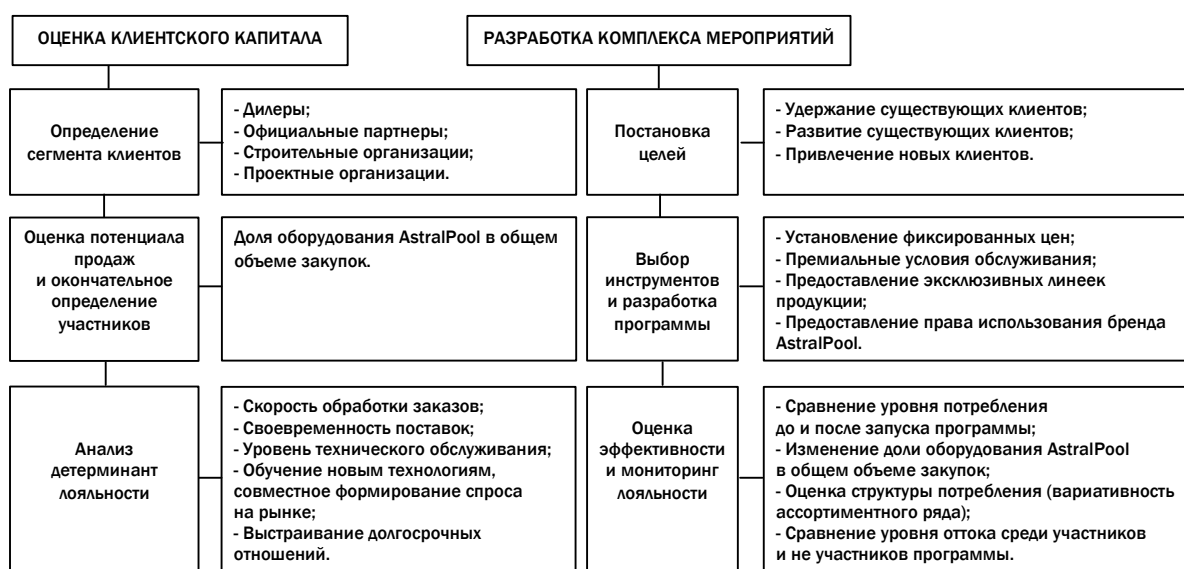 ОЦЕНКА КЛИЕНТСКОГО КАПИТАЛА
Определение
сегмента клиентов
- Дилеры;
- Официальные партнеры;
- Строительные организации;
- Проектные организации.
Оценка потенциала
продаж
и окончательное
определение
участников
Доля оборудования AstralPool в общем
объеме закупок.
Анализ
детерминант
лояльности
- Скорость обработки заказов;
- Своевременность поставок;
- Уровень технического обслуживания;
- Обучение новым технологиям,
совместное формирование спроса
на рынке;
- Выстраивание долгосрочных
отношений.
РАЗРАБОТКА КОМПЛЕКСА МЕРОПРИЯТИЙ
Постановка
целей
- Удержание существующих клиентов;
- Развитие существующих клиентов;
- Привлечение новых клиентов.
Выбор
инструментов
и разработка
программы
- Установление фиксированных цен;
- Премиальные условия обслуживания;
- Предоставление эксклюзивных линеек
продукции;
- Предоставление права использования бренда
AstralPool.
Оценка
эффективности
и мониторинг
лояльности
- Сравнение уровня потребления
до и после запуска программы;
- Изменение доли оборудования AstralPool
в общем объеме закупок;
- Оценка структуры потребления (вариативность
ассортиментного ряда);
- Сравнение уровня оттока среди участников
и не участников программы.